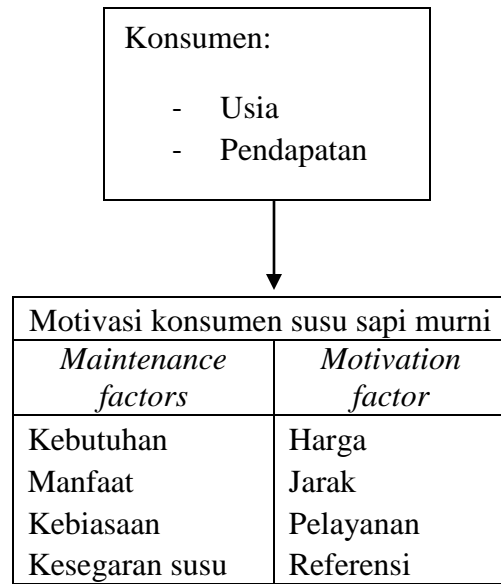 Konsumen:
- Usia
- Pendapatan
Motivasi konsumen susu sapi murni
Maintenance factors
Motivation factor
Kebutuhan
Manfaat
Kebiasaan
Kesegaran susu
Harga
Jarak
Pelayanan
Referensi